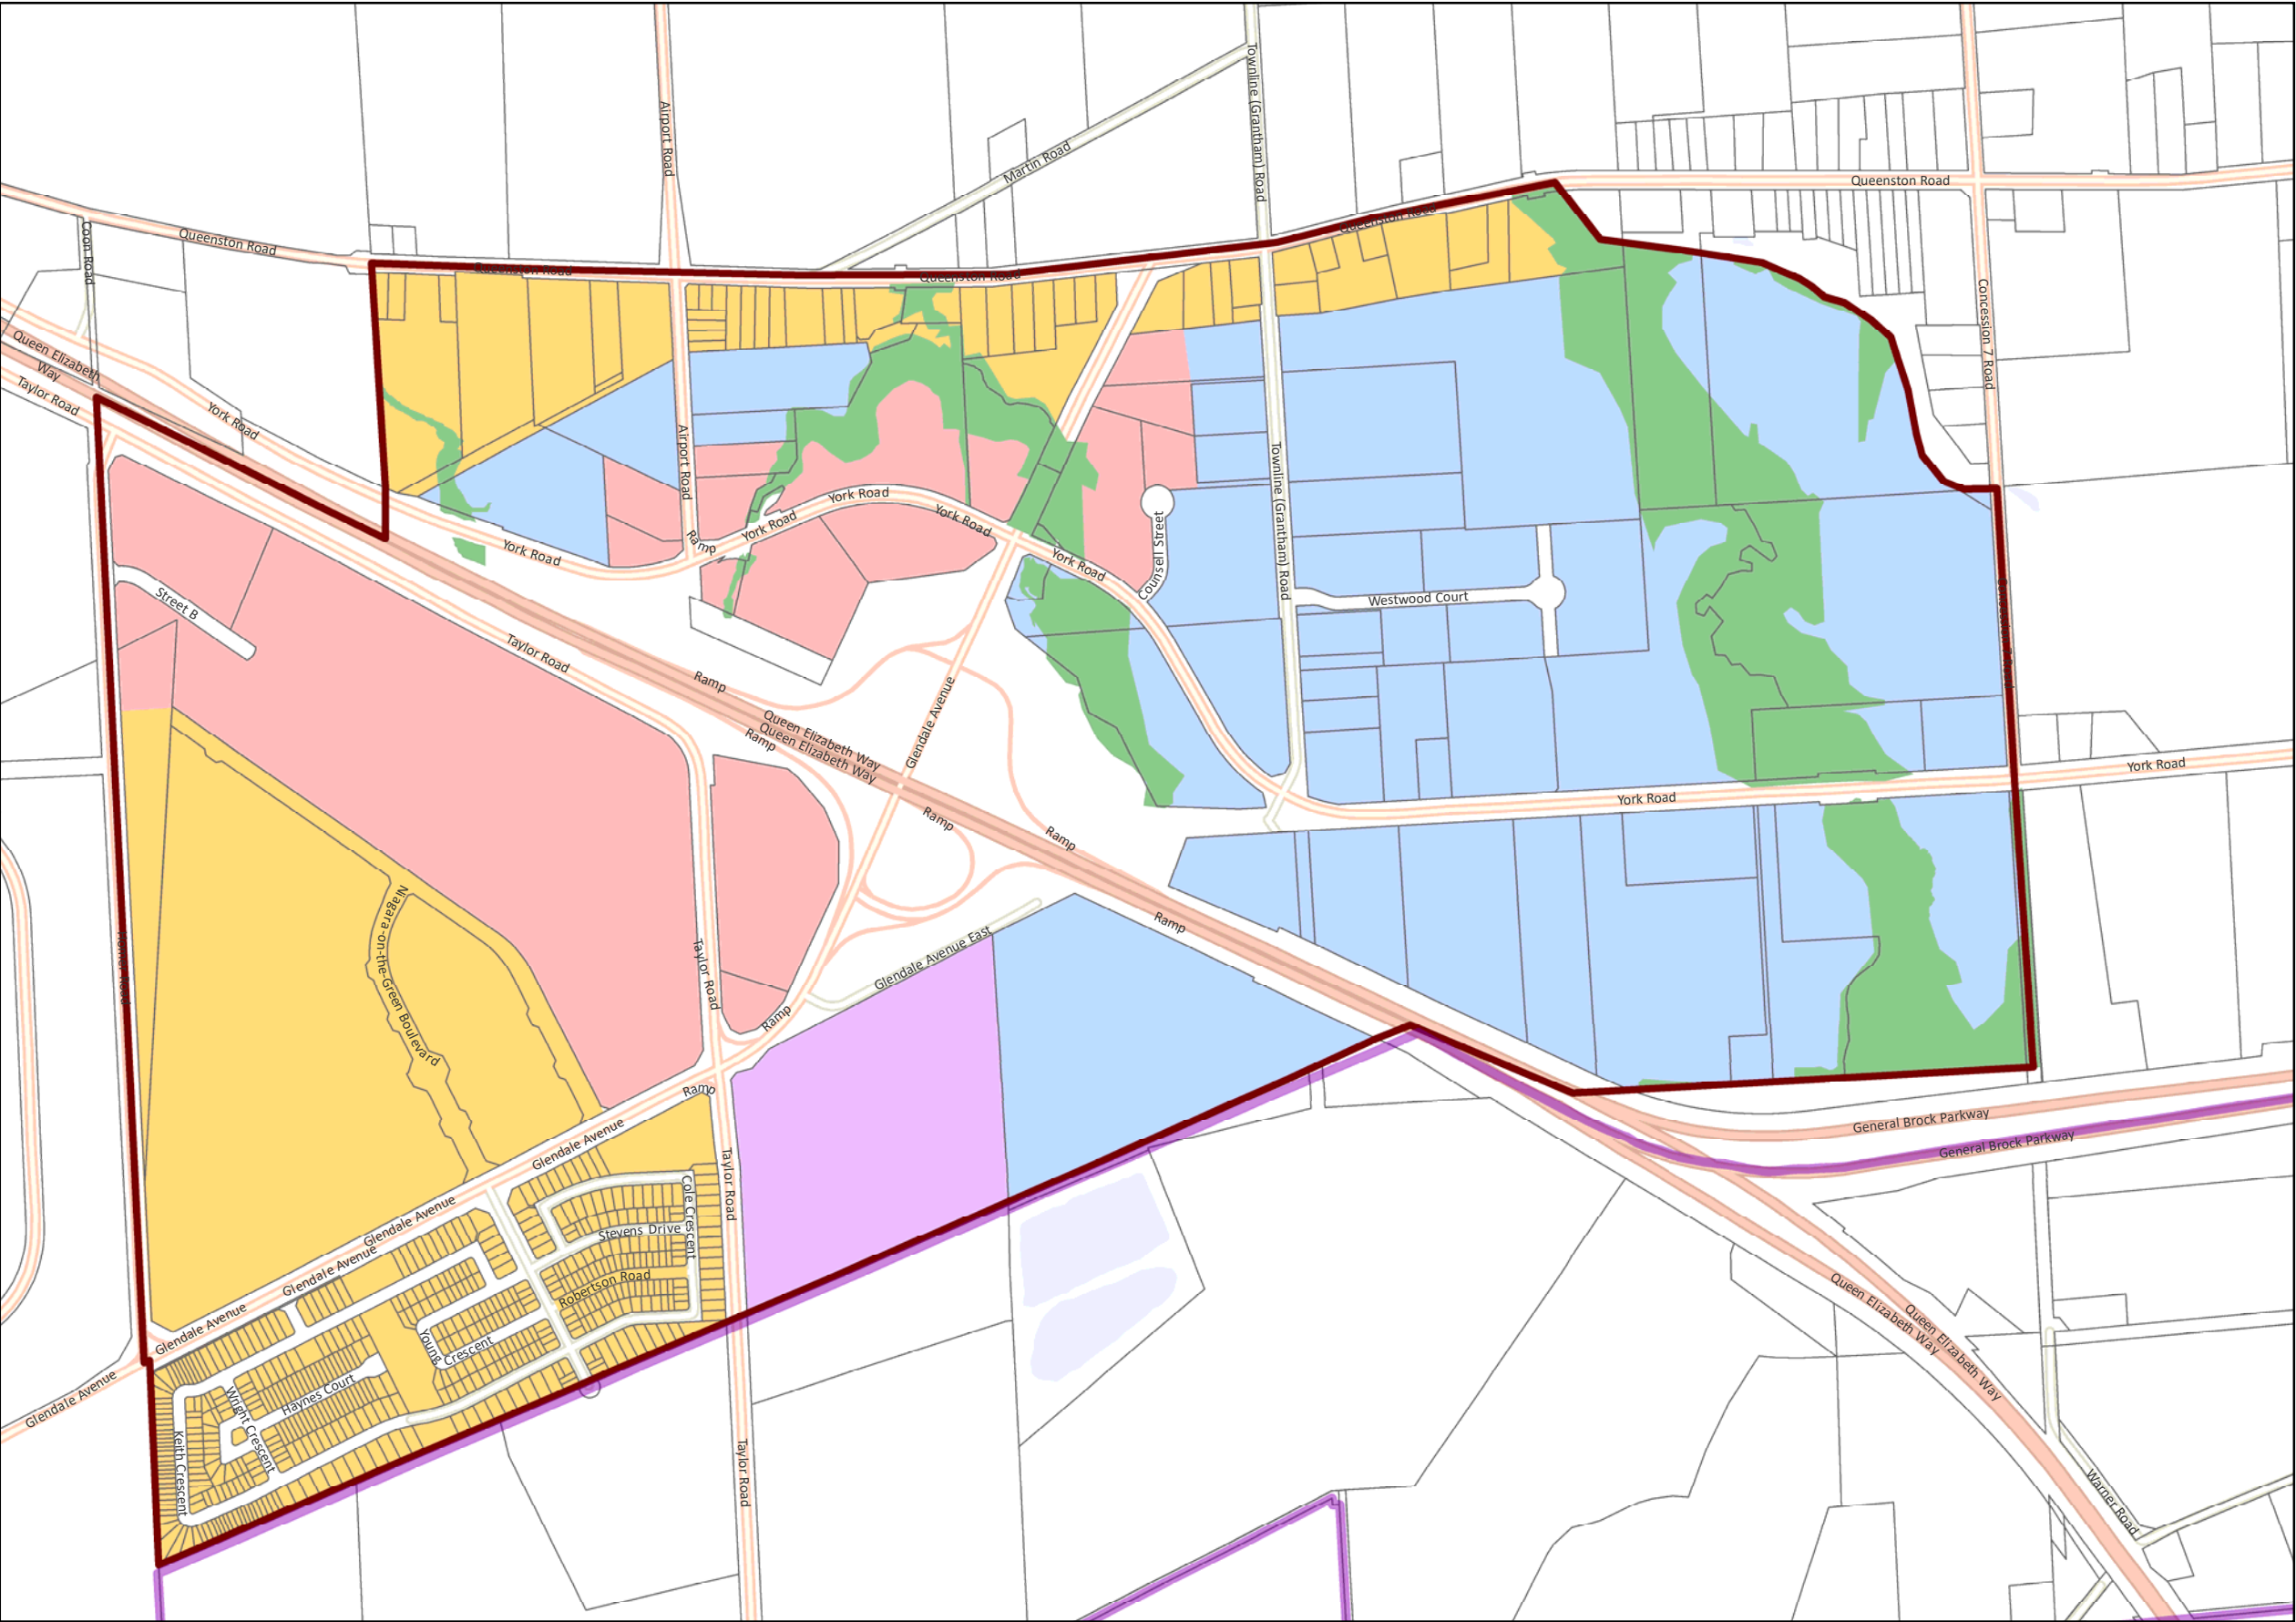 Airport Road
Martin Road
Townline (Grantham) Road
Queenston Road
Queenston Road
Queenston Road
Queenston Road
Queenston Road
Coon Road
Concession 7 Road
Queen Elizabeth
Way
Taylor Road
York Road
Airport Road
York Road
York Road
York Road
York Road
York Road
Ramp
Counsell Street
Townline (Grantham) Road
Westwood Court
Street B
Taylor Road
Ramp
Glendale Avenue
Queen Elizabeth Way
Queen Elizabeth Way
Ramp
Ramp
Ramp
York Road
York Road
Niagara-on-the-Green Boulevard
Taylor Road
Glendale Avenue East
Ramp
Ramp
Ramp
General Brock Parkway
General Brock Parkway
Glendale Avenue
Glendale Avenue
Glendale Avenue
Glendale Avenue
Glendale Avenue
Taylor Road
Cole Crescent
Stevens Drive
Robertson Road
Young
Crescent
Haynes Court
Wright Crescent
Keith Crescent
Queen Elizabeth Way
Queen Elizabeth Way
Taylor Road
Warner Road